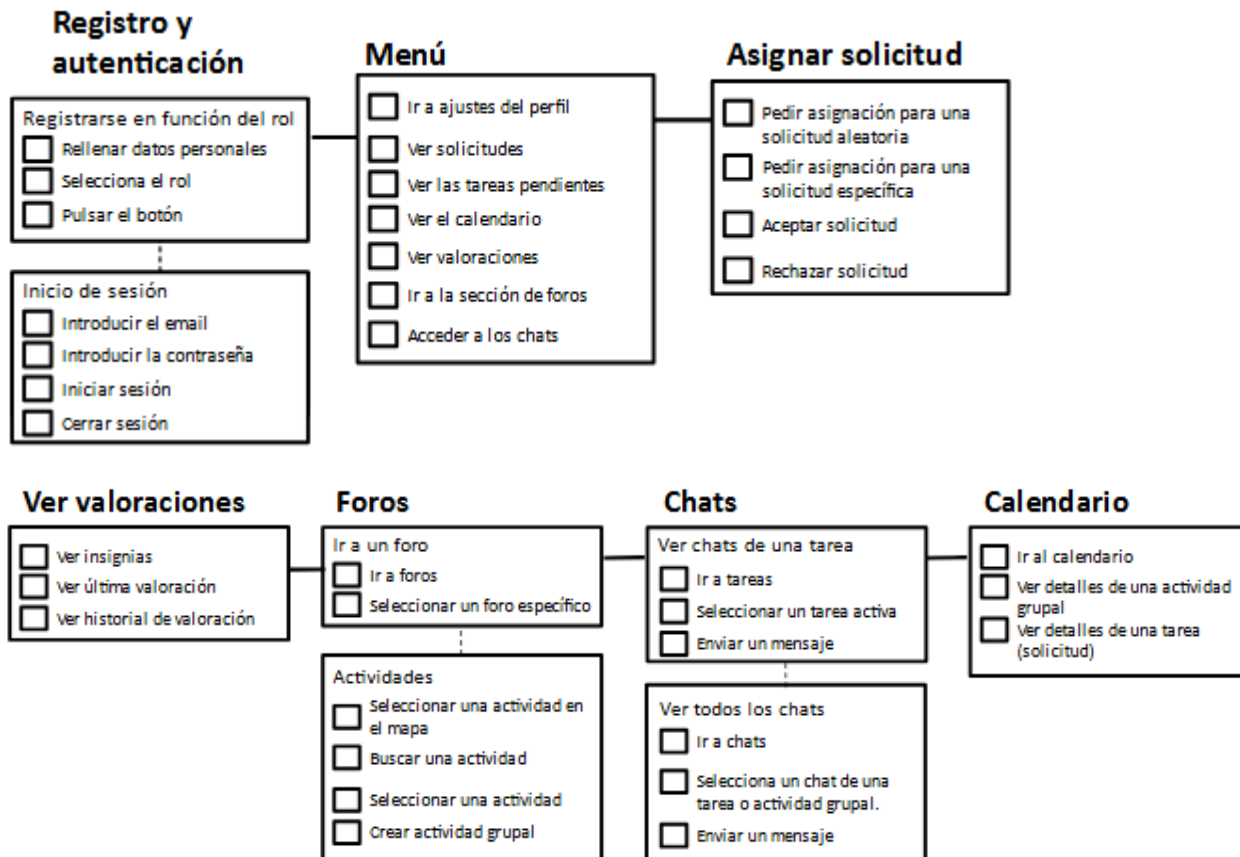 Registro y
autenticación
Registrarse en función del rol
Rellenar datos personales
Selecciona el rol
Pulsar el botón
Inicio de sesión
Introducir el email
Introducir la contraseña
Iniciar sesión
Cerrar sesión
Menú
Ir a ajustes del perfil
Ver solicitudes
Ver las tareas pendientes
Ver el calendario
Ver valoraciones
Ir a la sección de foros
Acceder a los chats
Asignar solicitud
Pedir asignación para una
solicitud aleatoria
Pedir asignación para una
solicitud específica
Aceptar solicitud
Rechazar solicitud
Ver valoraciones
Ver insignias
Ver última valoración
Ver historial de valoración
Foros
Ir a un foro
Ir a foros
Seleccionar un foro específico
Actividades
Seleccionar una actividad en
el mapa
Buscar una actividad
Seleccionar una actividad
Crear actividad grupal
Chats
Ver chats de una tarea
Ir a tareas
Seleccionar un tarea activa
Enviar un mensaje
Ver todos los chats
Ir a chats
Selecciona un chat de una
tarea o actividad grupal.
Enviar un mensaje
Calendario
Ir al calendario
Ver detalles de una actividad
grupal
Ver detalles de una tarea
(solicitud)